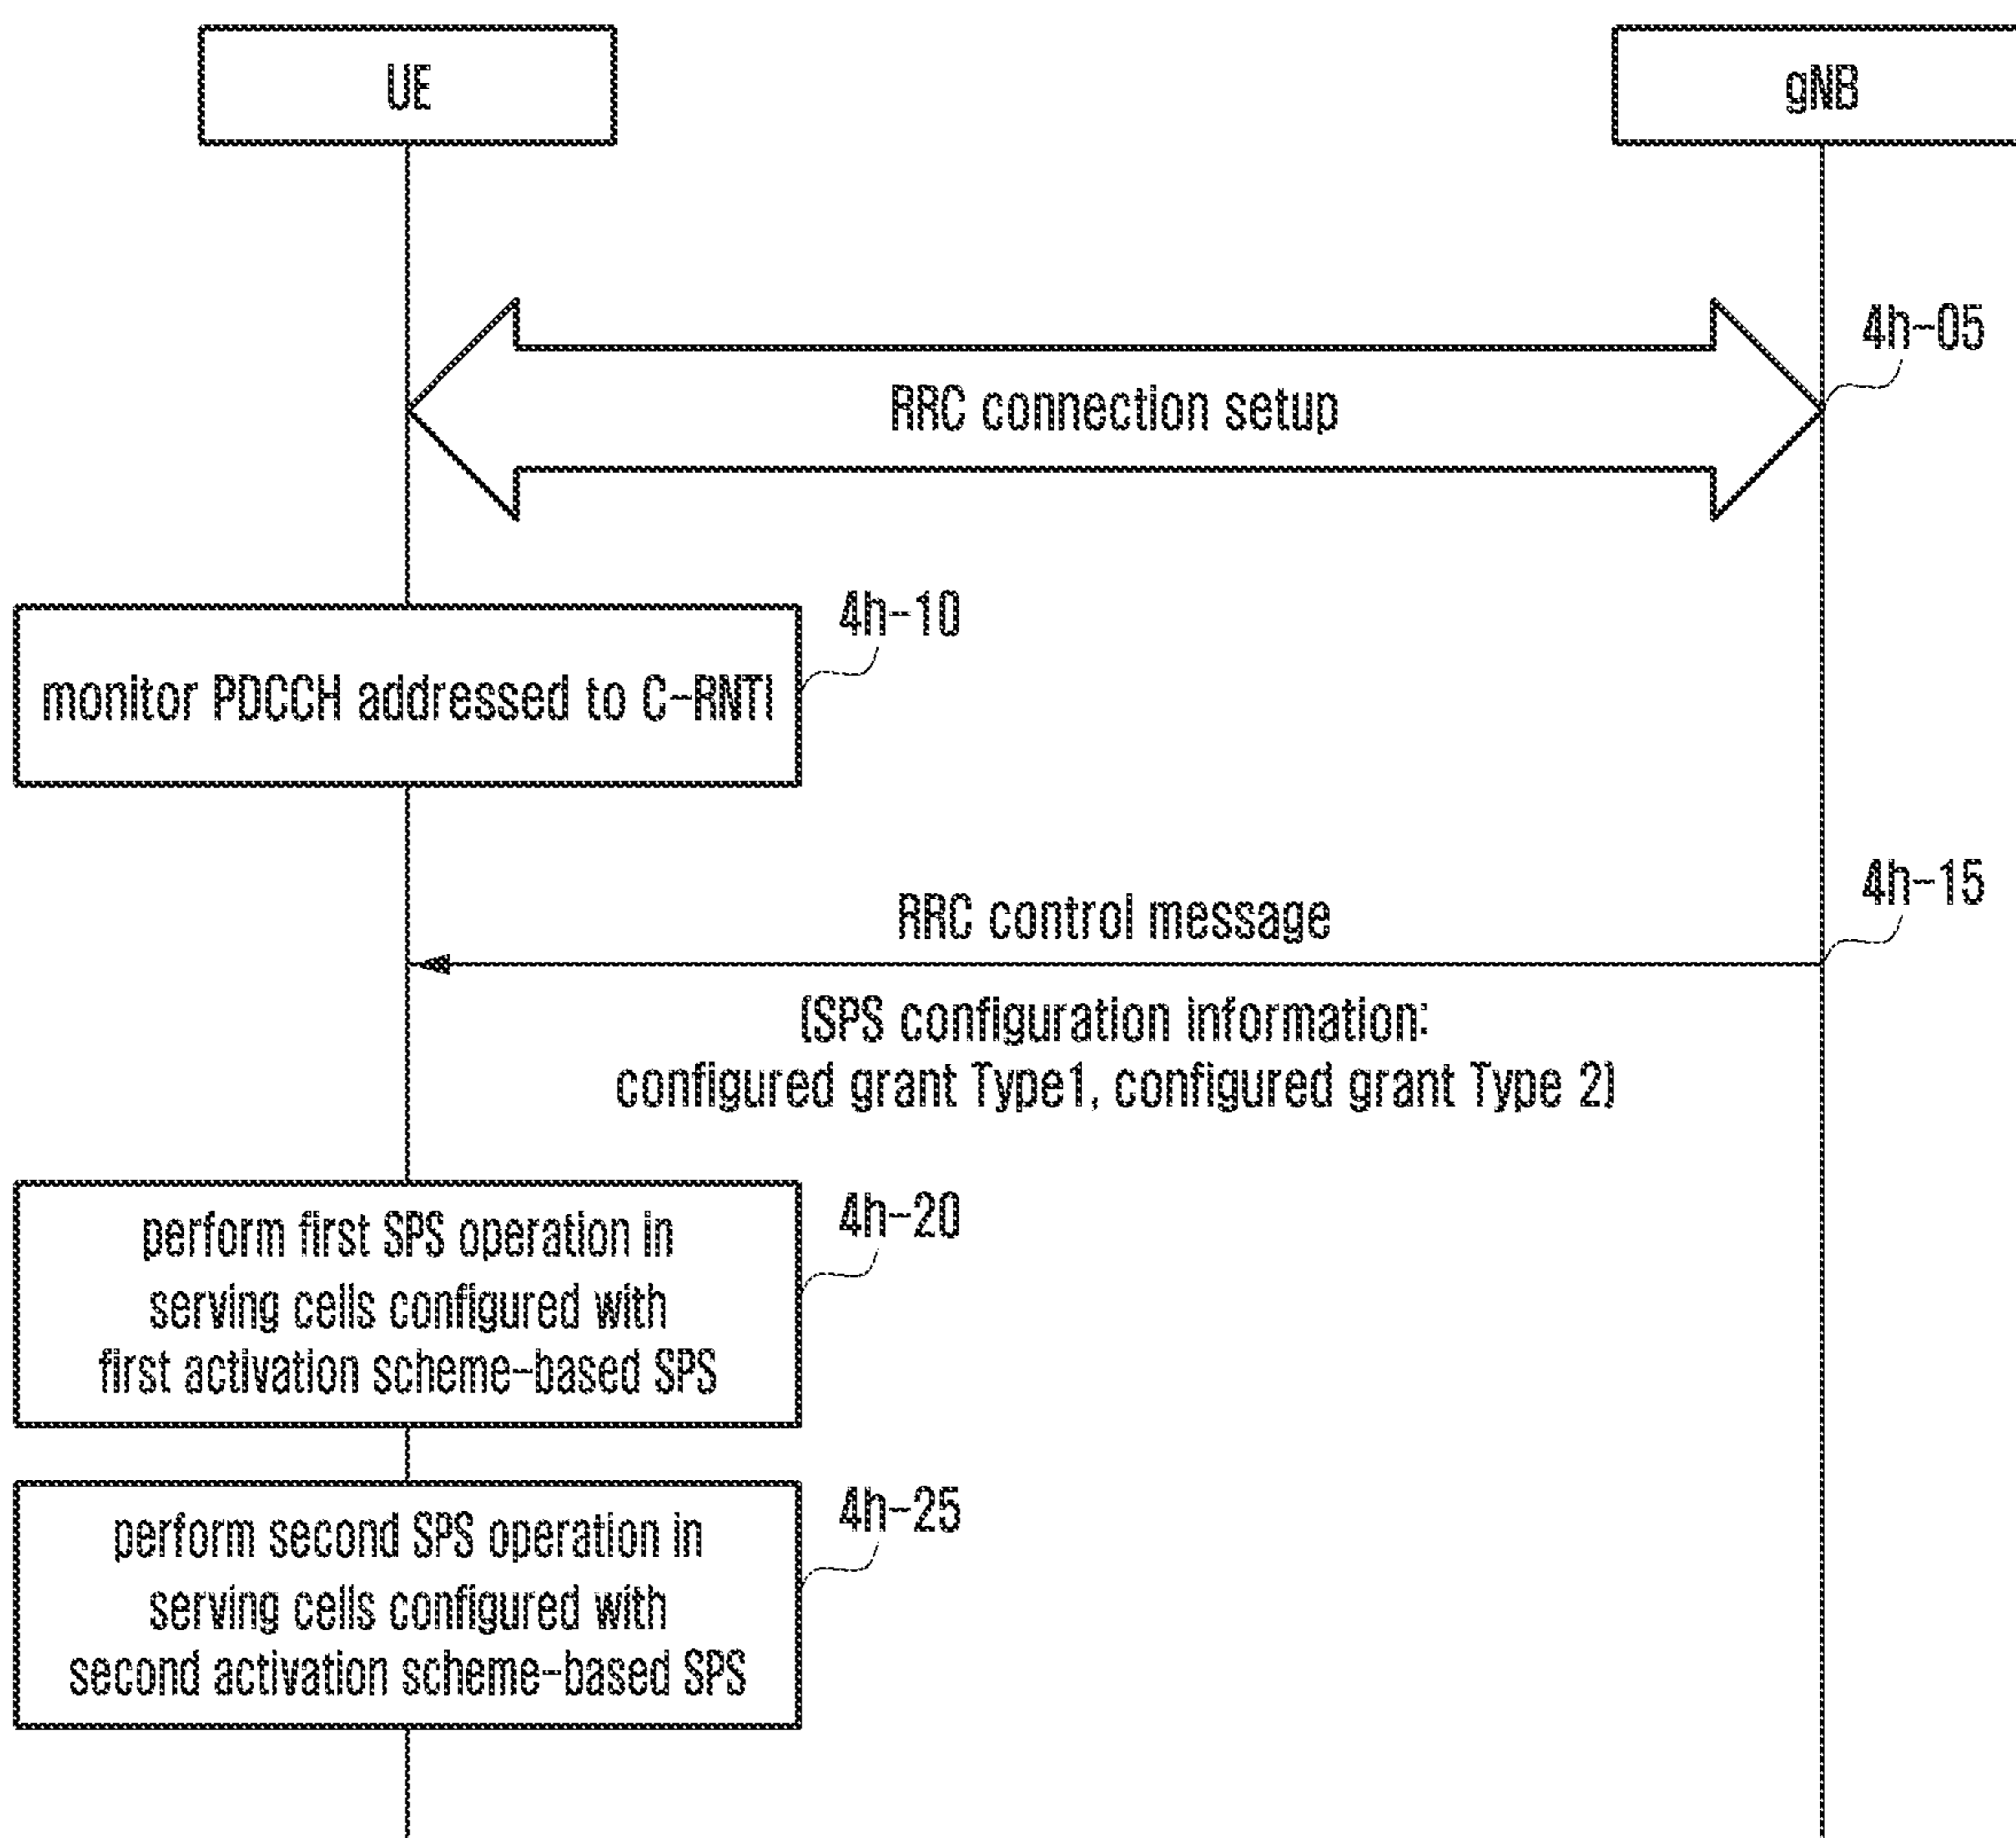 UE
gNB
4h-05
RRC connection setup
4h-10
monitor PDCCH addressed to C-RNTI
4h-15
RRC control message
(SPS configuration information:
configured grant Type1, configured grant Type 2)
4h-20
perform first SPS operation in
serving cells configured with
first activation scheme-based SPS
4h-25
perform second SPS operation in
serving cells configured with
second activation scheme-based SPS